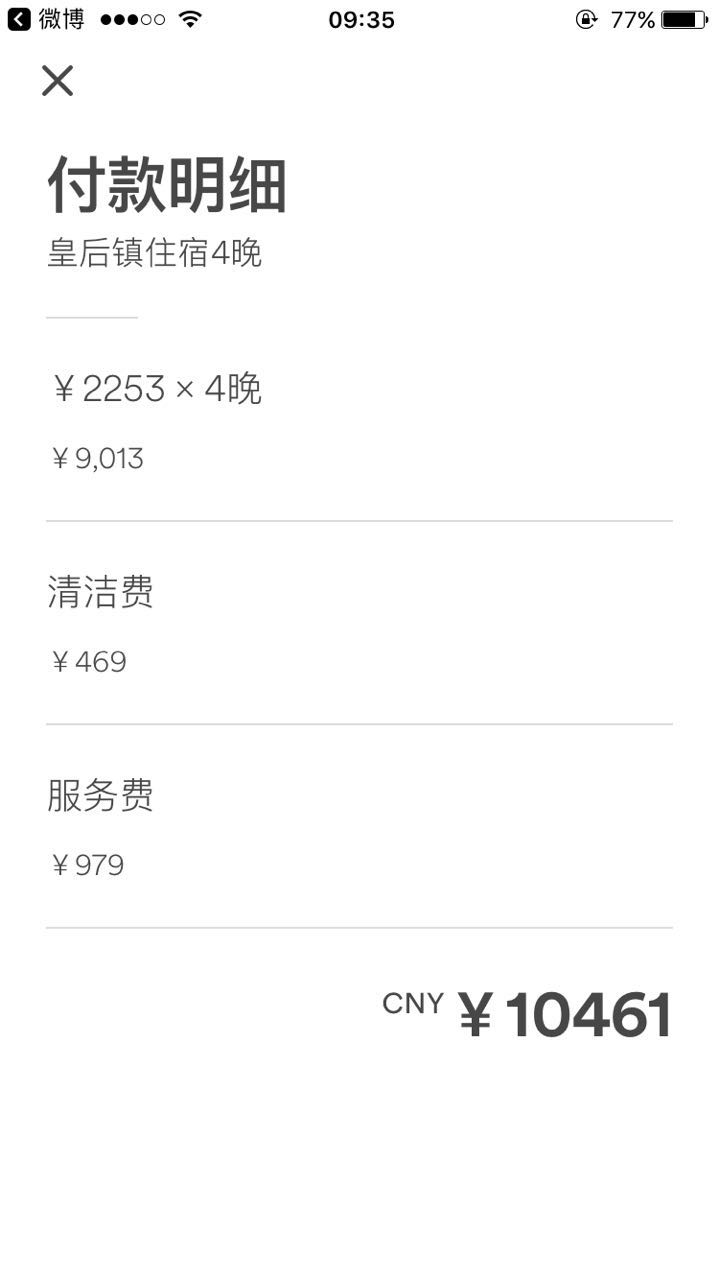 微博 09:35 77%
付款明细
皇后镇住宿4晚
￥2253 × 4晚
￥9,013
清洁费
￥469
服务费
￥979
CNY ￥10461